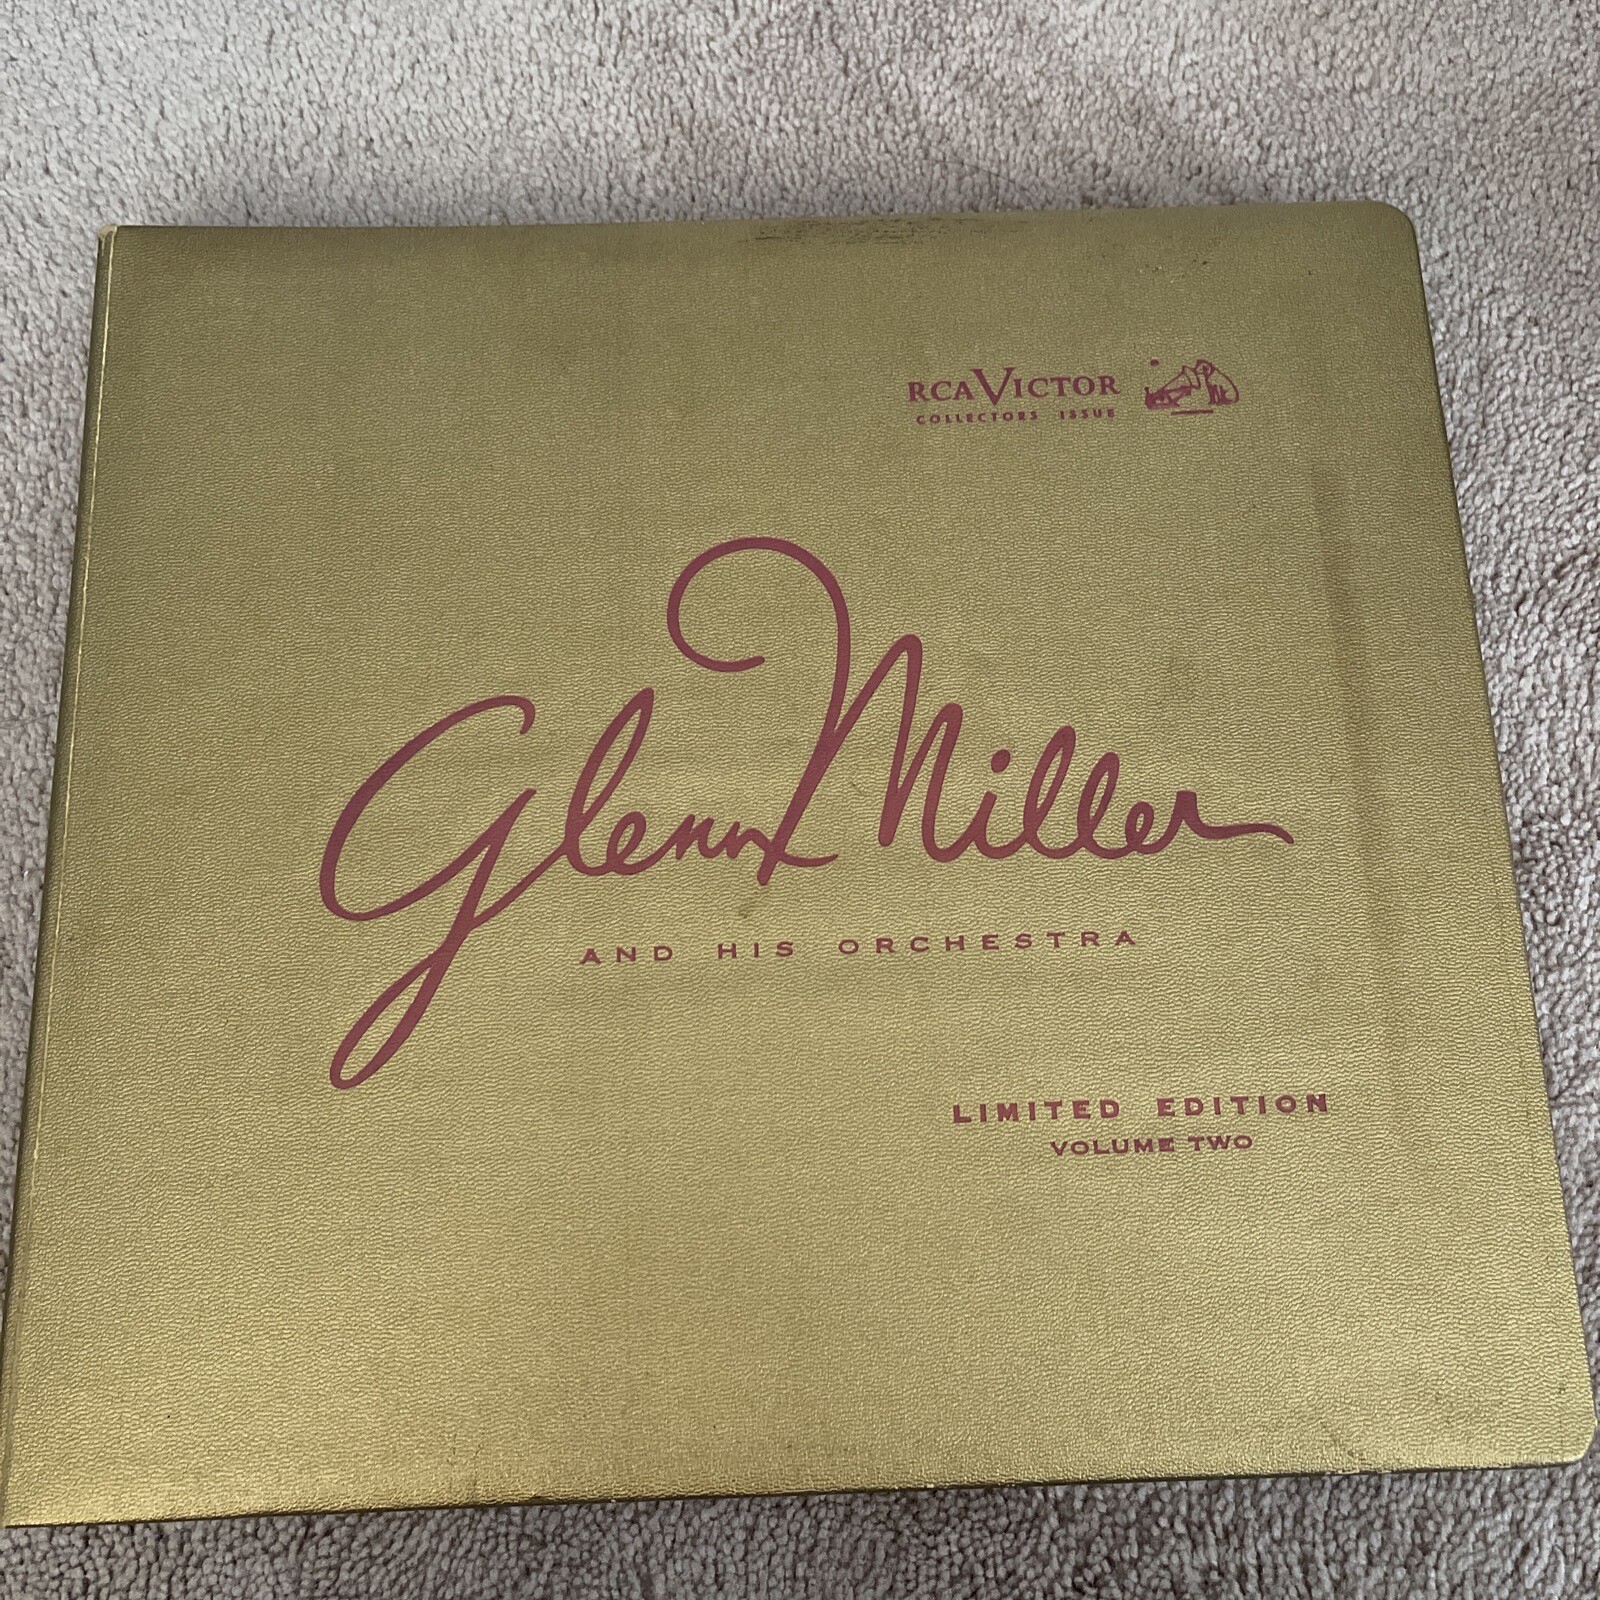 RCA VICTOR
COLLECTORS ISSUE
Glenn Miller
AND HIS ORCHESTRA
LIMITED EDITION
VOLUME TWO